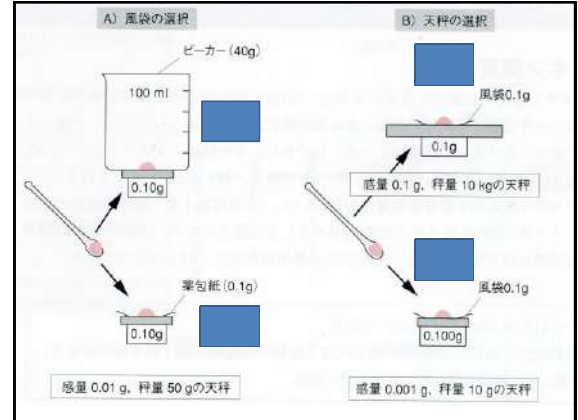 A) 風袋の選択
ビーカー(40g)
100 ml
0.10g
薬包紙(0.1g)
0.10g
感量 0.01 g, 秤量 50 gの天秤
B) 天秤の選択
風袋0.1g
0.1g
感量 0.1 g, 秤量 10 kgの天秤
風袋0.1g
0.100g
感量 0.001 g, 秤量 10 gの天秤